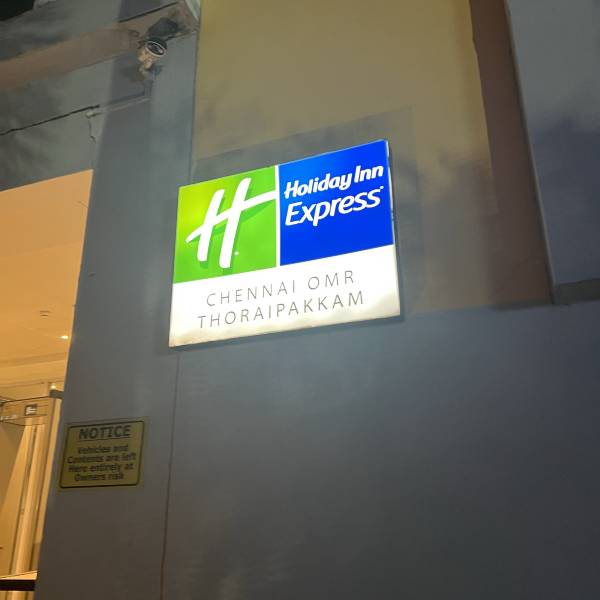 Holiday Inn
Express
CHENNAI OMR
THORAIPAKKAM
NOTICE
Vehicles and
Contents are left
Here entirely at
Owners risk